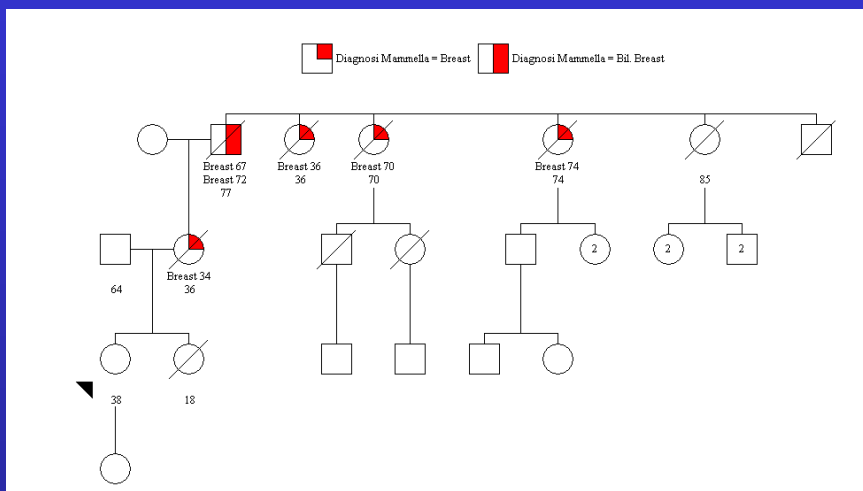 Diagnosi Mammella = Breast
Diagnosi Mammella = Bil. Breast
Breast 67
Breast 72
77
Breast 36
36
Breast 70
70
Breast 74
74
85
64
Breast 34
36
2
2
2
38
18